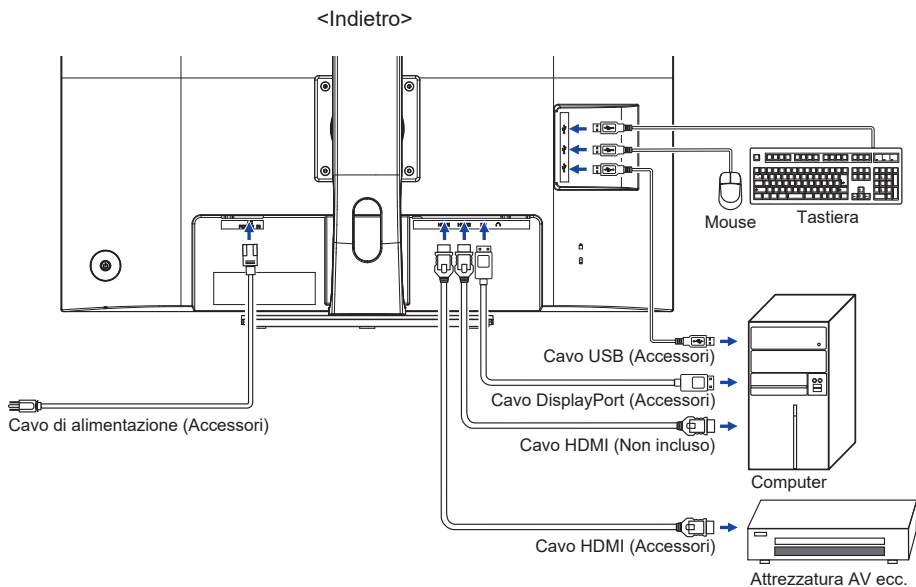 <Indietro>
Mouse
Tastiera
Cavo USB (Accessori)
Cavo DisplayPort (Accessori)
Cavo di alimentazione (Accessori)
Cavo HDMI (Non incluso)
Computer
Cavo HDMI (Accessori)
Attrezzatura AV ecc.